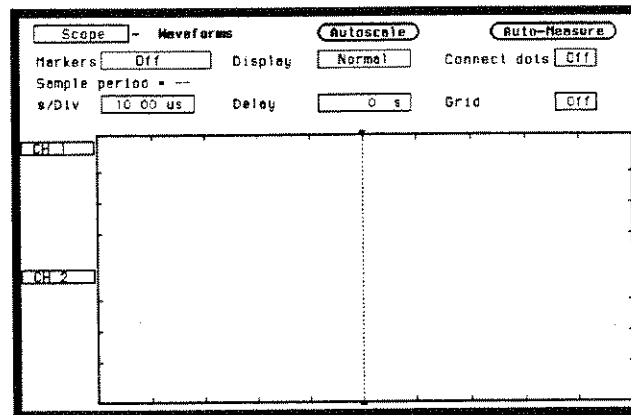 Scope - Waveforms Autoscale Auto-Measure
Markers Off Display Normal Connect dots Off
Sample period = --
s/Div 10.00 us Delay 0 s Grid Off
CH 1
CH 2